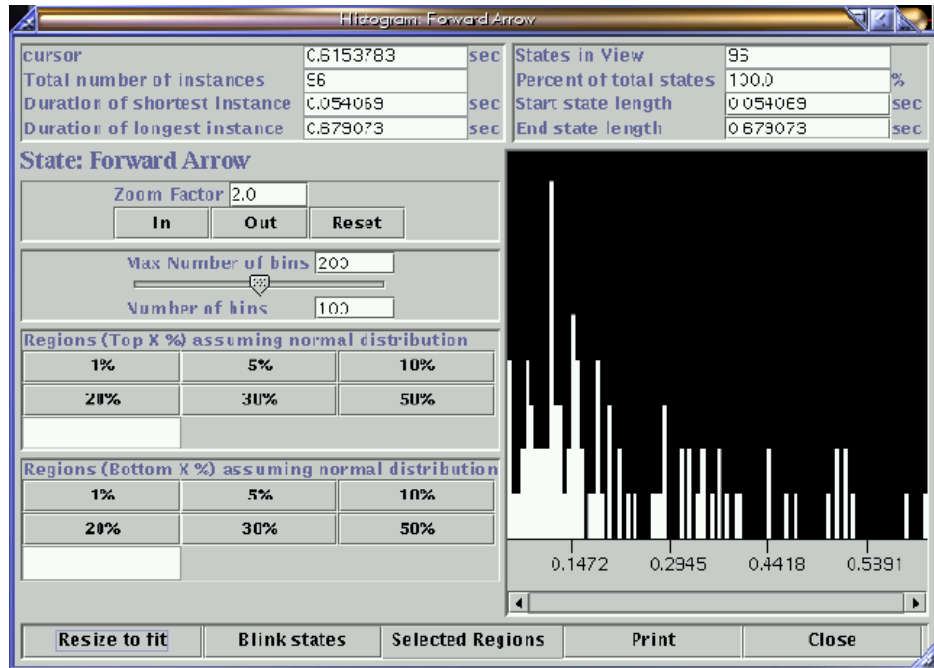 Histogram: Forward Arrow
cursor 0.6153783 sec
Total number of instances 96
Duration of shortest Instance 0.054069 sec
Duration of longest instance 0.679073 sec
States in View 96
Percent of total states 100.0 %
Start state length 0.054069 sec
End state length 0.679073 sec
State: Forward Arrow
Zoom Factor 2.0
In Out Reset
Max Number of bins 200
Number of bins 100
Regions (Top X %) assuming normal distribution
1% 5% 10%
20% 30% 50%
Regions (Bottom X %) assuming normal distribution
1% 5% 10%
20% 30% 50%
0.1472 0.2945 0.4418 0.5891
Resize to fit Blink states Selected Regions Print Close